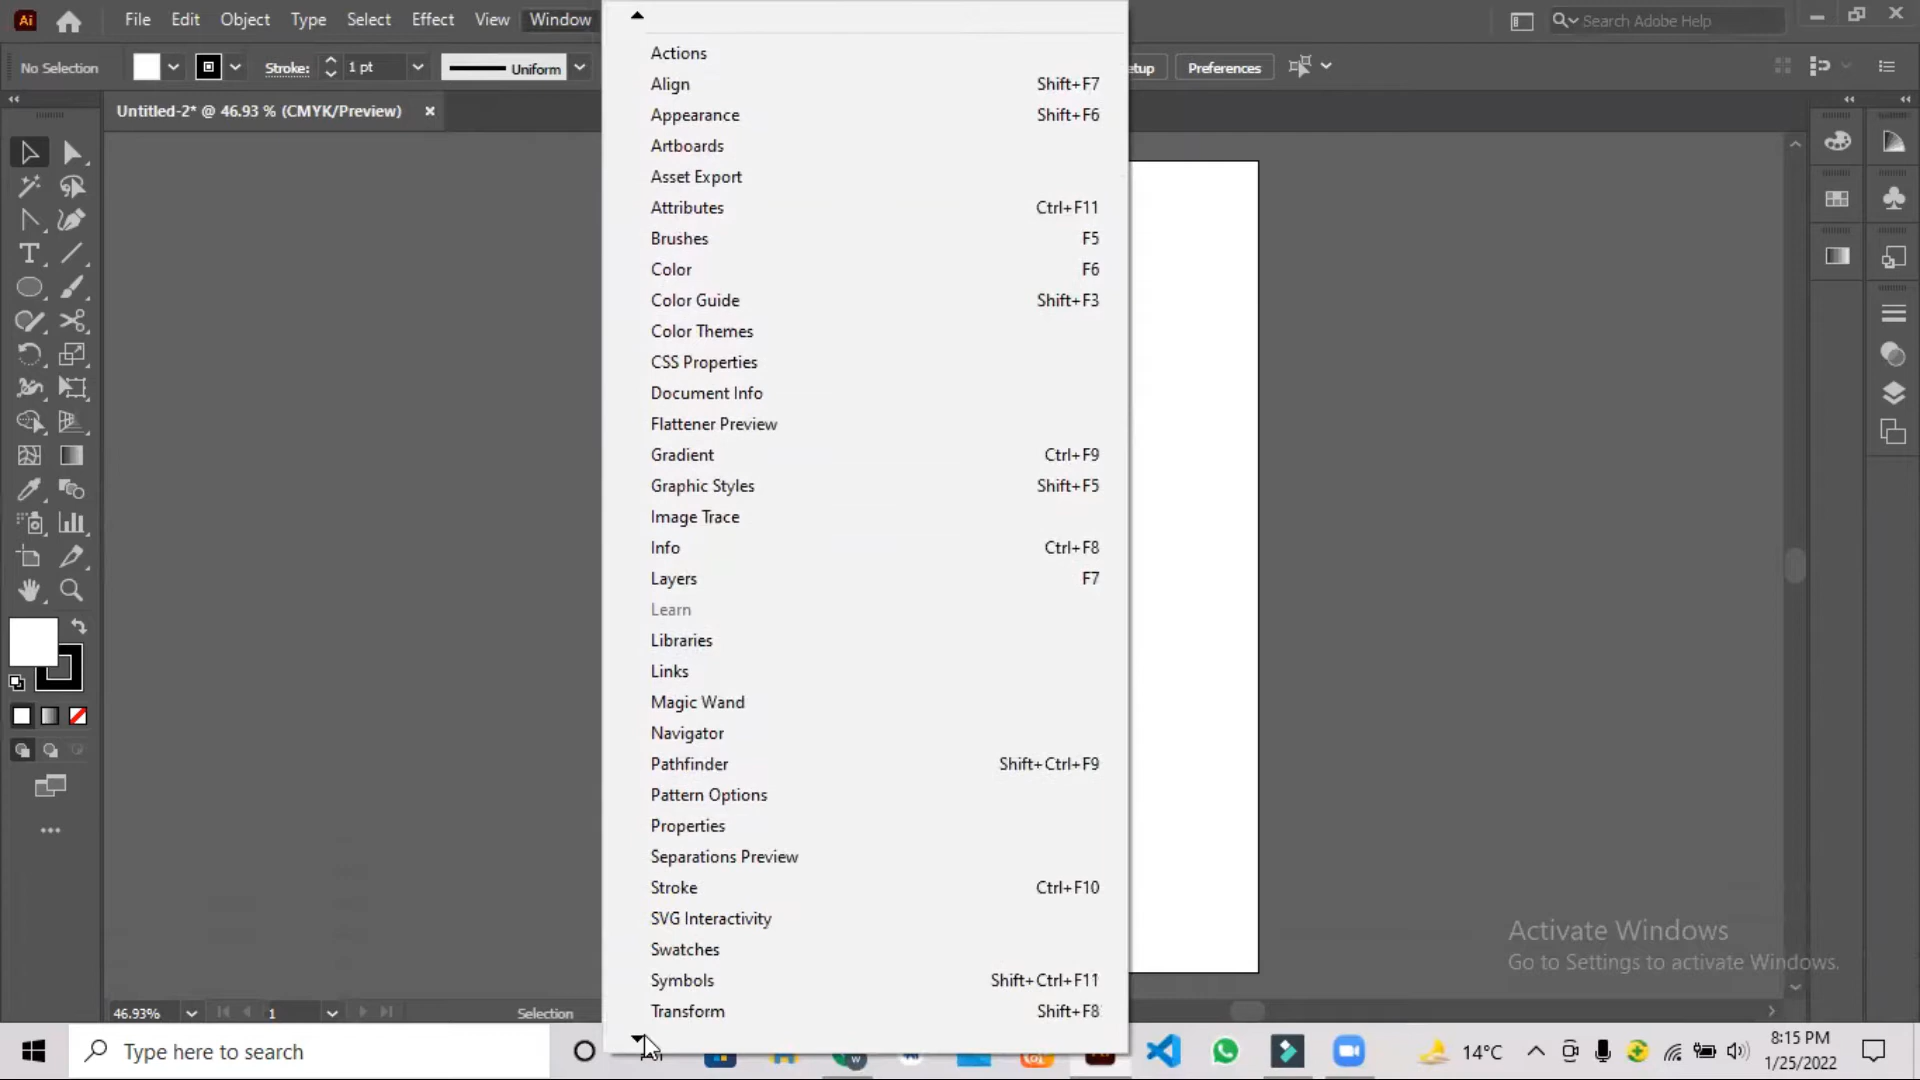 Ai File Edit Object Type Select Effect View Window Search Adobe Help
No Selection Stroke: 1 pt Uniform etup Preferences
Untitled-2* @ 46.93 % (CMYK/Preview) ×
Actions
Align Shift+F7
Appearance Shift+F6
Artboards
Asset Export
Attributes Ctrl+F11
Brushes F5
Color F6
Color Guide Shift+F3
Color Themes
CSS Properties
Document Info
Flattener Preview
Gradient Ctrl+F9
Graphic Styles Shift+F5
Image Trace
Info Ctrl+F8
Layers F7
Learn
Libraries
Links
Magic Wand
Navigator
Pathfinder Shift+Ctrl+F9
Pattern Options
Properties
Separations Preview
Stroke Ctrl+F10
SVG Interactivity
Swatches
Symbols Shift+Ctrl+F11
Transform Shift+F8
Activate Windows
Go to Settings to activate Windows.
46.93% 1 Selection
Type here to search 14°C 8:15 PM
1/25/2022